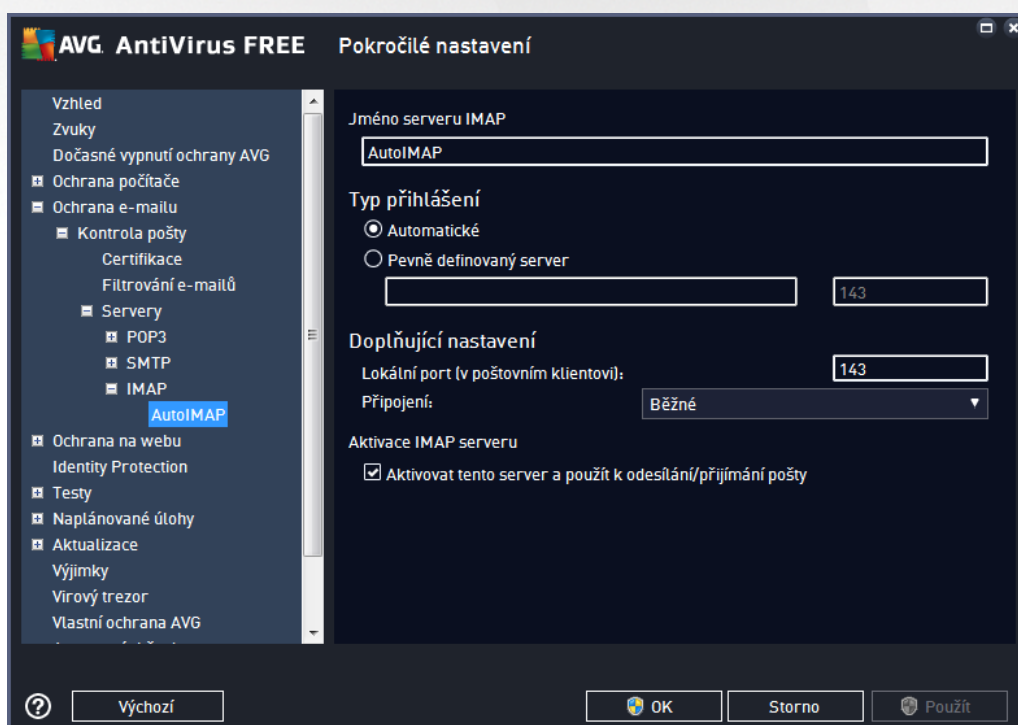 AVG. AntiVirus FREE Pokročilé nastavení
Vzhled
Zvuky
Dočasné vypnutí ochrany AVG
Ochrana počítače
Ochrana e-mailu
Kontrola pošty
Certifikace
Filtrování e-mailů
Servery
POP3
SMTP
IMAP
AutoIMAP
Ochrana na webu
Identity Protection
Testy
Naplánované úlohy
Aktualizace
Výjimky
Virový trezor
Vlastní ochrana AVG
Jméno serveru IMAP
AutoIMAP
Typ přihlášení
Automatické
Pevně definovaný server
143
Doplňující nastavení
Lokální port (v poštovním klientovi): 143
Připojení: Běžné
Aktivace IMAP serveru
Aktivovat tento server a použít k odesílání/přijímání pošty
? Výchozí OK Storno Použít